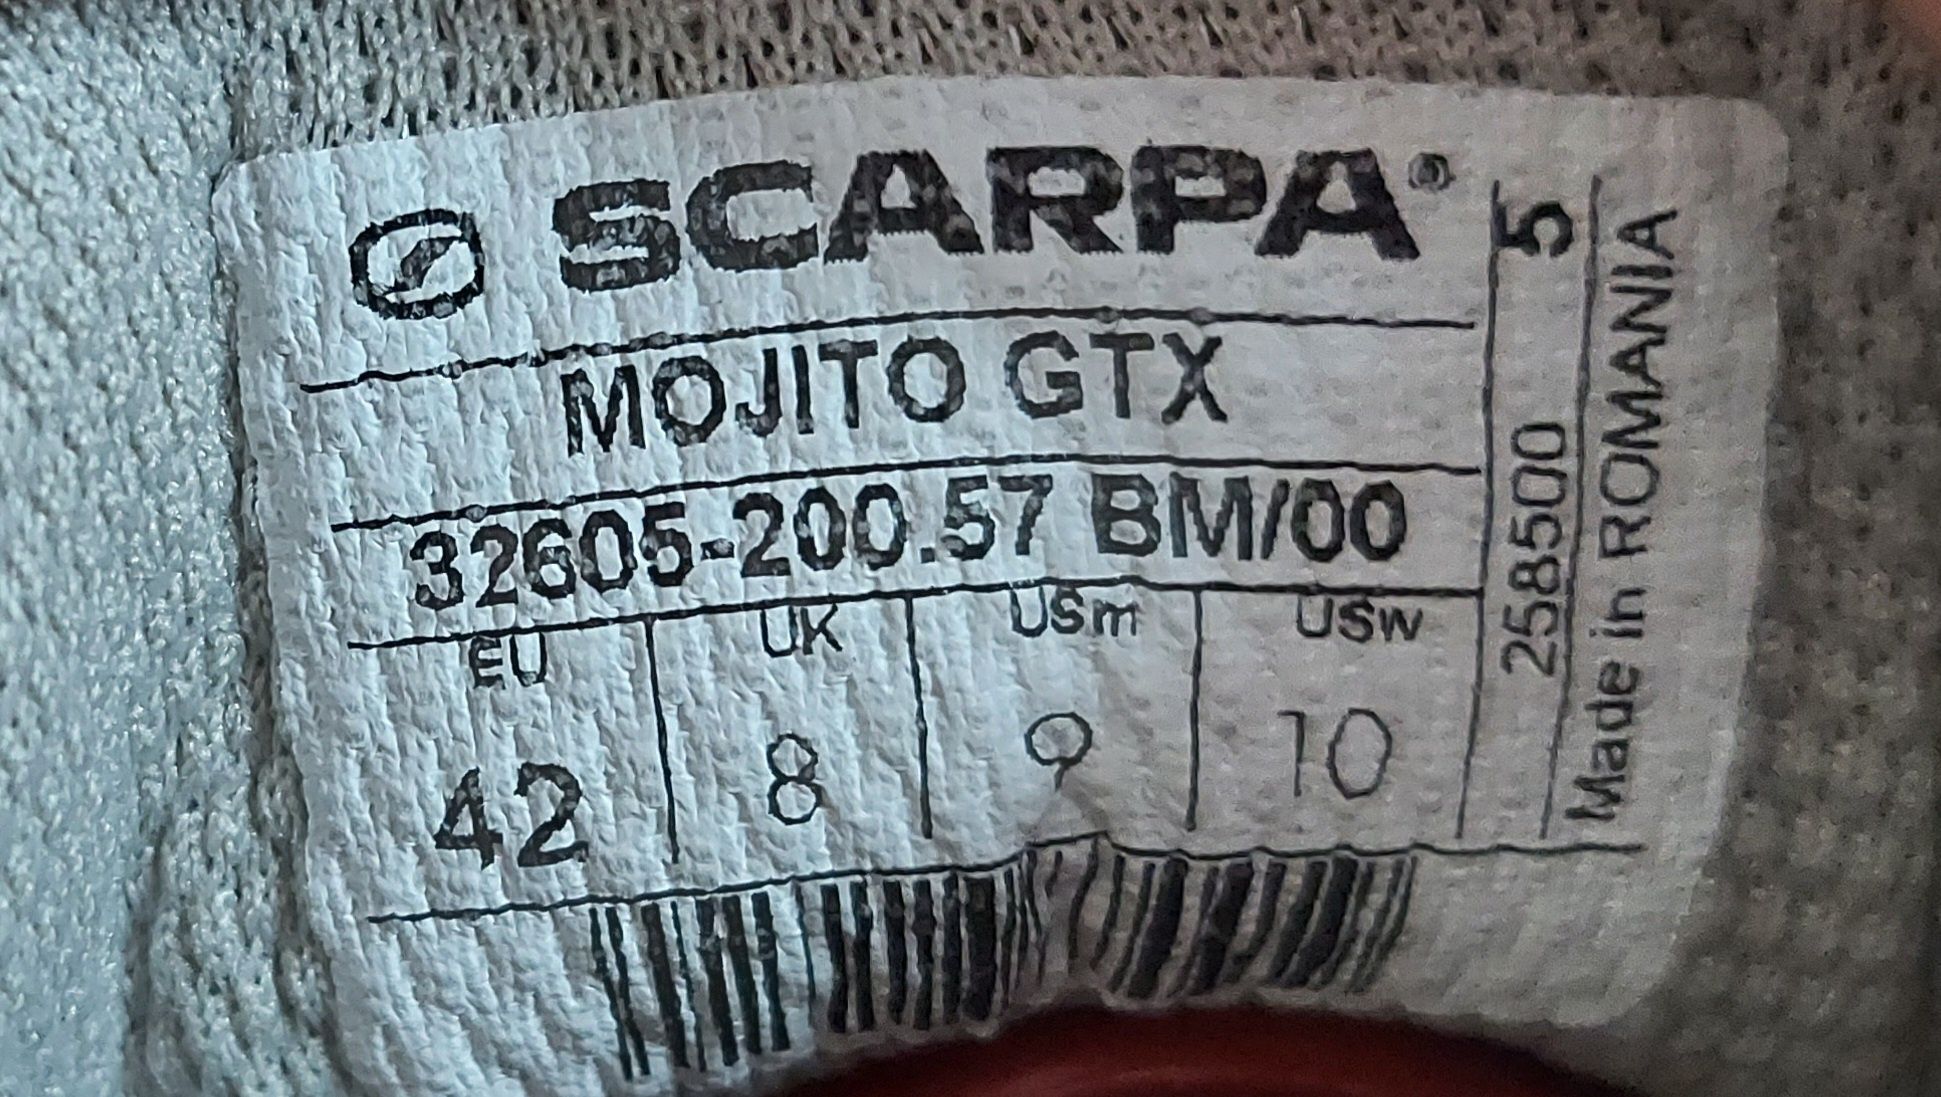 SCARPA®
MOJITO GTX
32605-200.57 BM/00
EU UK USm USw
42 8 9 10
258500 5
Made in ROMANIA